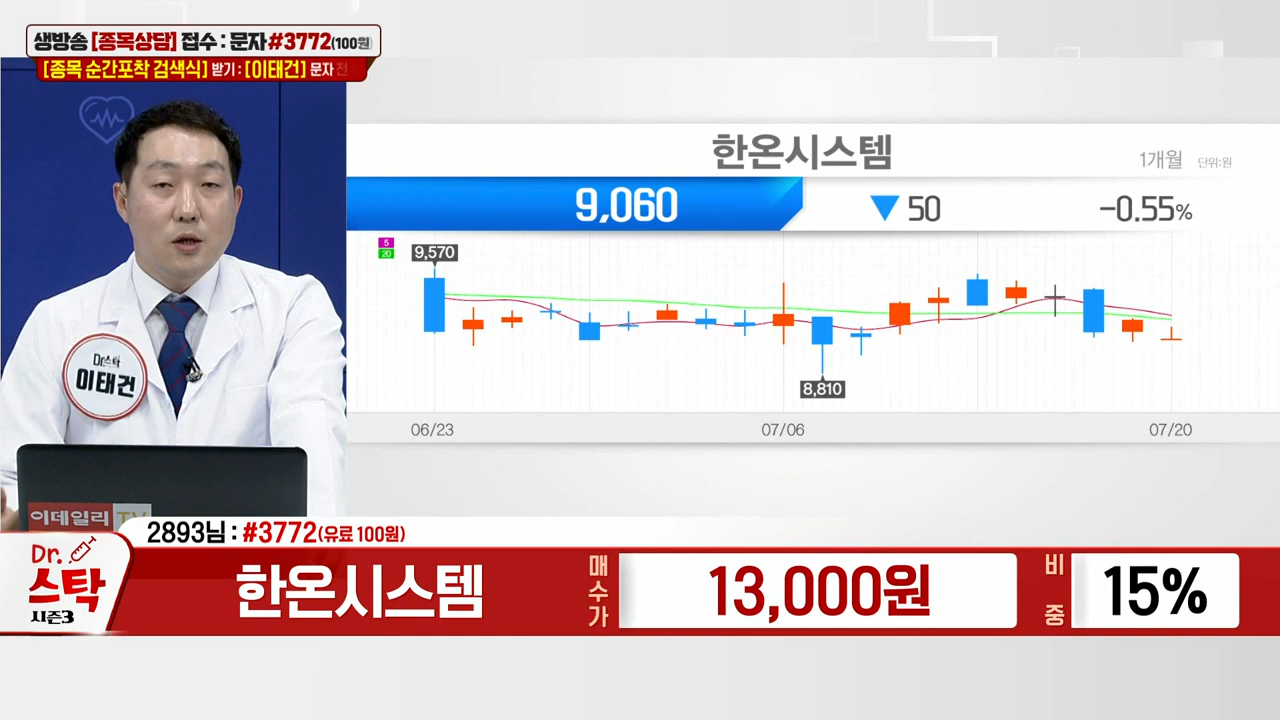 생방송 [종목상담] 접수 : 문자 #3772(100원)
[종목 순간포착 검색식] 받기 : [이태건] 문자 전
한온시스템
1개월 단위:원
9,060 ▼ 50 -0.55%
5
20
9,570
8,810
06/23 07/06 07/20
Dr.스탁
이태건
이데일리 TV
2893님 : #3772(유료 100원)
Dr.
스탁
시즌3
한온시스템 매수가 13,000원 비중 15%